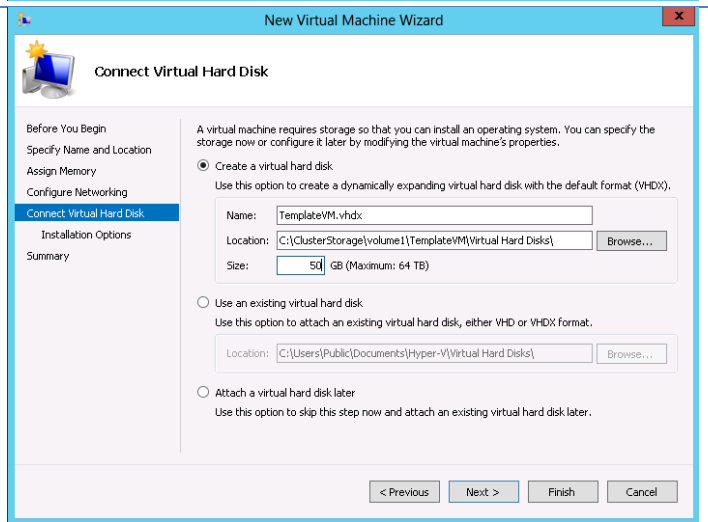 New Virtual Machine Wizard
x
Connect Virtual Hard Disk
Before You Begin
Specify Name and Location
Assign Memory
Configure Networking
Connect Virtual Hard Disk
Installation Options
Summary
A virtual machine requires storage so that you can install an operating system. You can specify the
storage now or configure it later by modifying the virtual machine's properties.
Create a virtual hard disk
Use this option to create a dynamically expanding virtual hard disk with the default format (VHDX).
Name: TemplateVM.vhdx
Location: C:\ClusterStorage\volume1\TemplateVM\Virtual Hard Disks\ Browse...
Size: 50 GB (Maximum: 64 TB)
Use an existing virtual hard disk
Use this option to attach an existing virtual hard disk, either VHD or VHDX format.
Location: C:\Users\Public\Documents\Hyper-V\Virtual Hard Disks\ Browse...
Attach a virtual hard disk later
Use this option to skip this step now and attach an existing virtual hard disk later.
< Previous Next > Finish Cancel